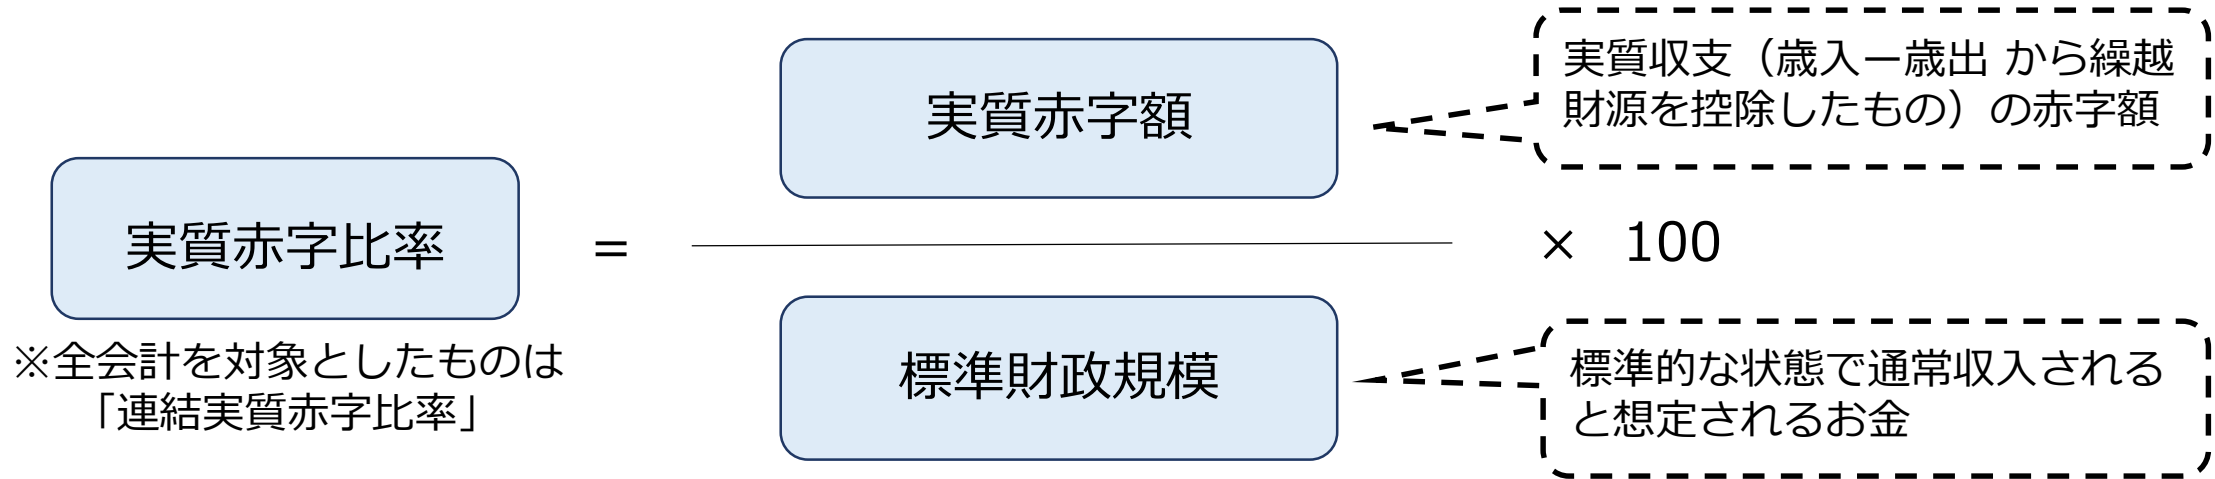 実質赤字比率
※全会計を対象としたものは
「連結実質赤字比率」
=
実質赤字額
標準財政規模
× 100
実質収支（歳入ー歳出 から繰越
財源を控除したもの）の赤字額
標準的な状態で通常収入される
と想定されるお金